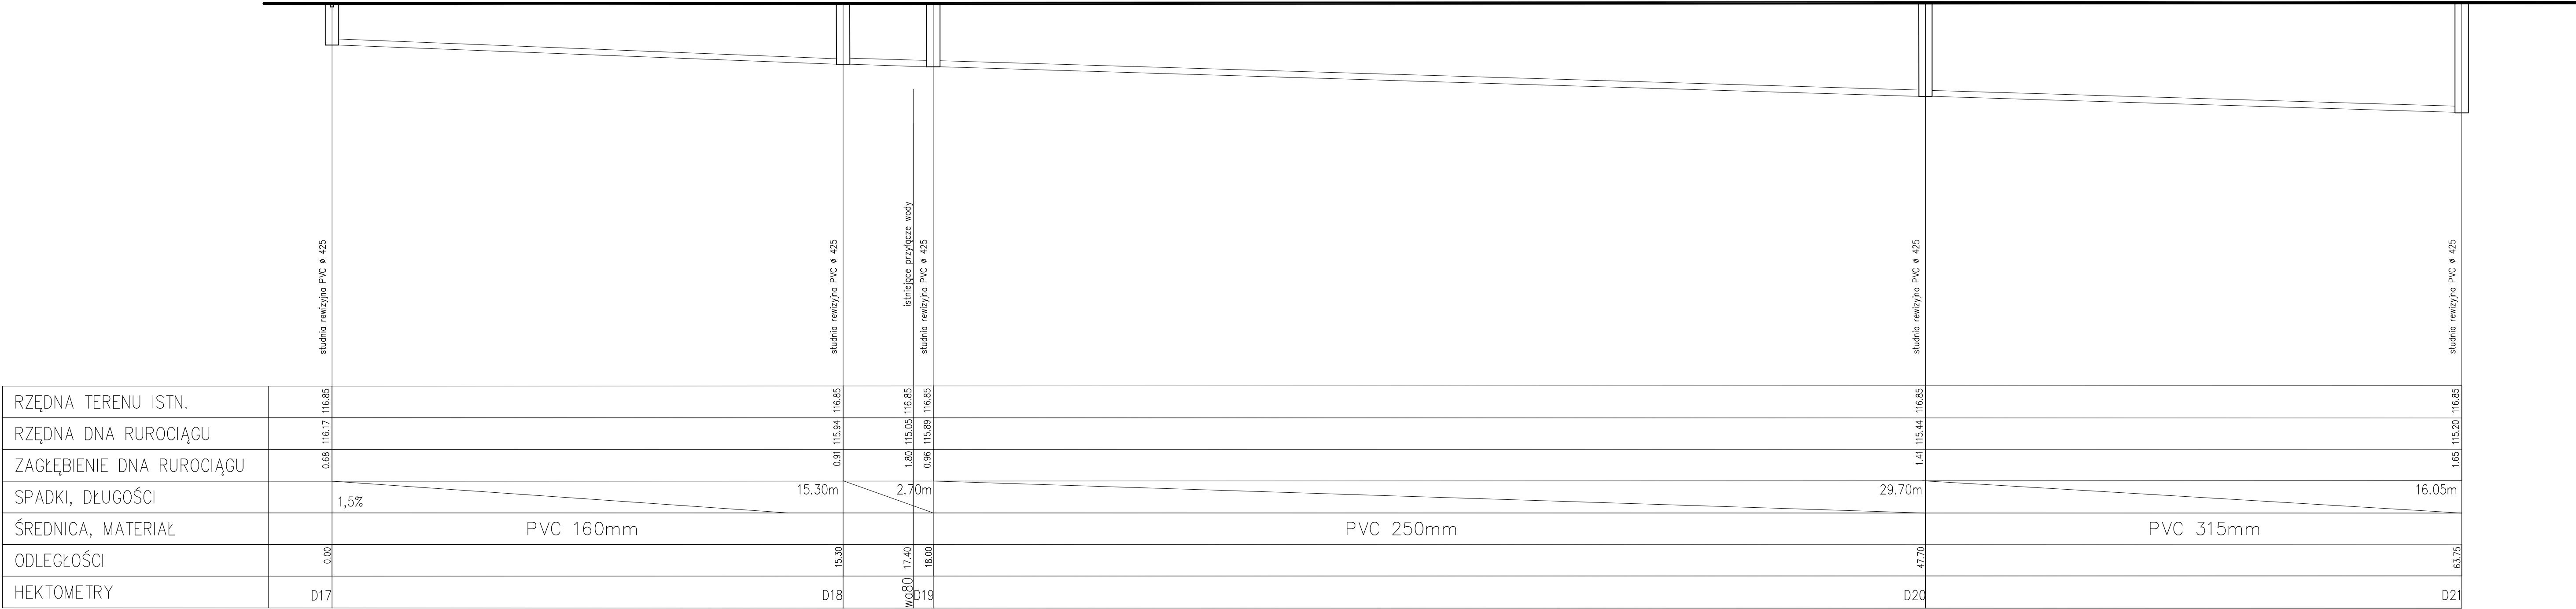 studnia rewizyjna PVC ø 425
studnia rewizyjna PVC ø 425
istniejące przyłącze wody
studnia rewizyjna PVC ø 425
studnia rewizyjna PVC ø 425
studnia rewizyjna PVC ø 425
RZĘDNA TERENU ISTN. 116.85 116.85 116.85 116.85 116.85 116.85
RZĘDNA DNA RUROCIĄGU 116.17 115.94 115.05 115.89 115.44 115.20
ZAGŁĘBIENIE DNA RUROCIĄGU 0.68 0.91 1.80 0.96 1.41 1.65
SPADKI, DŁUGOŚCI 1,5% 15.30m 2.70m 29.70m 16.05m
ŚREDNICA, MATERIAŁ PVC 160mm PVC 250mm PVC 315mm
ODLEGŁOŚCI 0.00 15.30 17.40 18.00 47.70 63.75
HEKTOMETRY D17 D18 wa80 D19 D20 D21